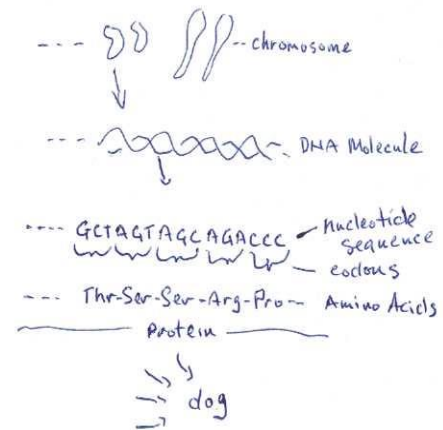 chromosome
DNA Molecule
GCTAGTAGCAGACCC
nucleotide
sequence
codons
Thr-Ser-Ser-Arg-Pro-- Amino Acids
protein
dog